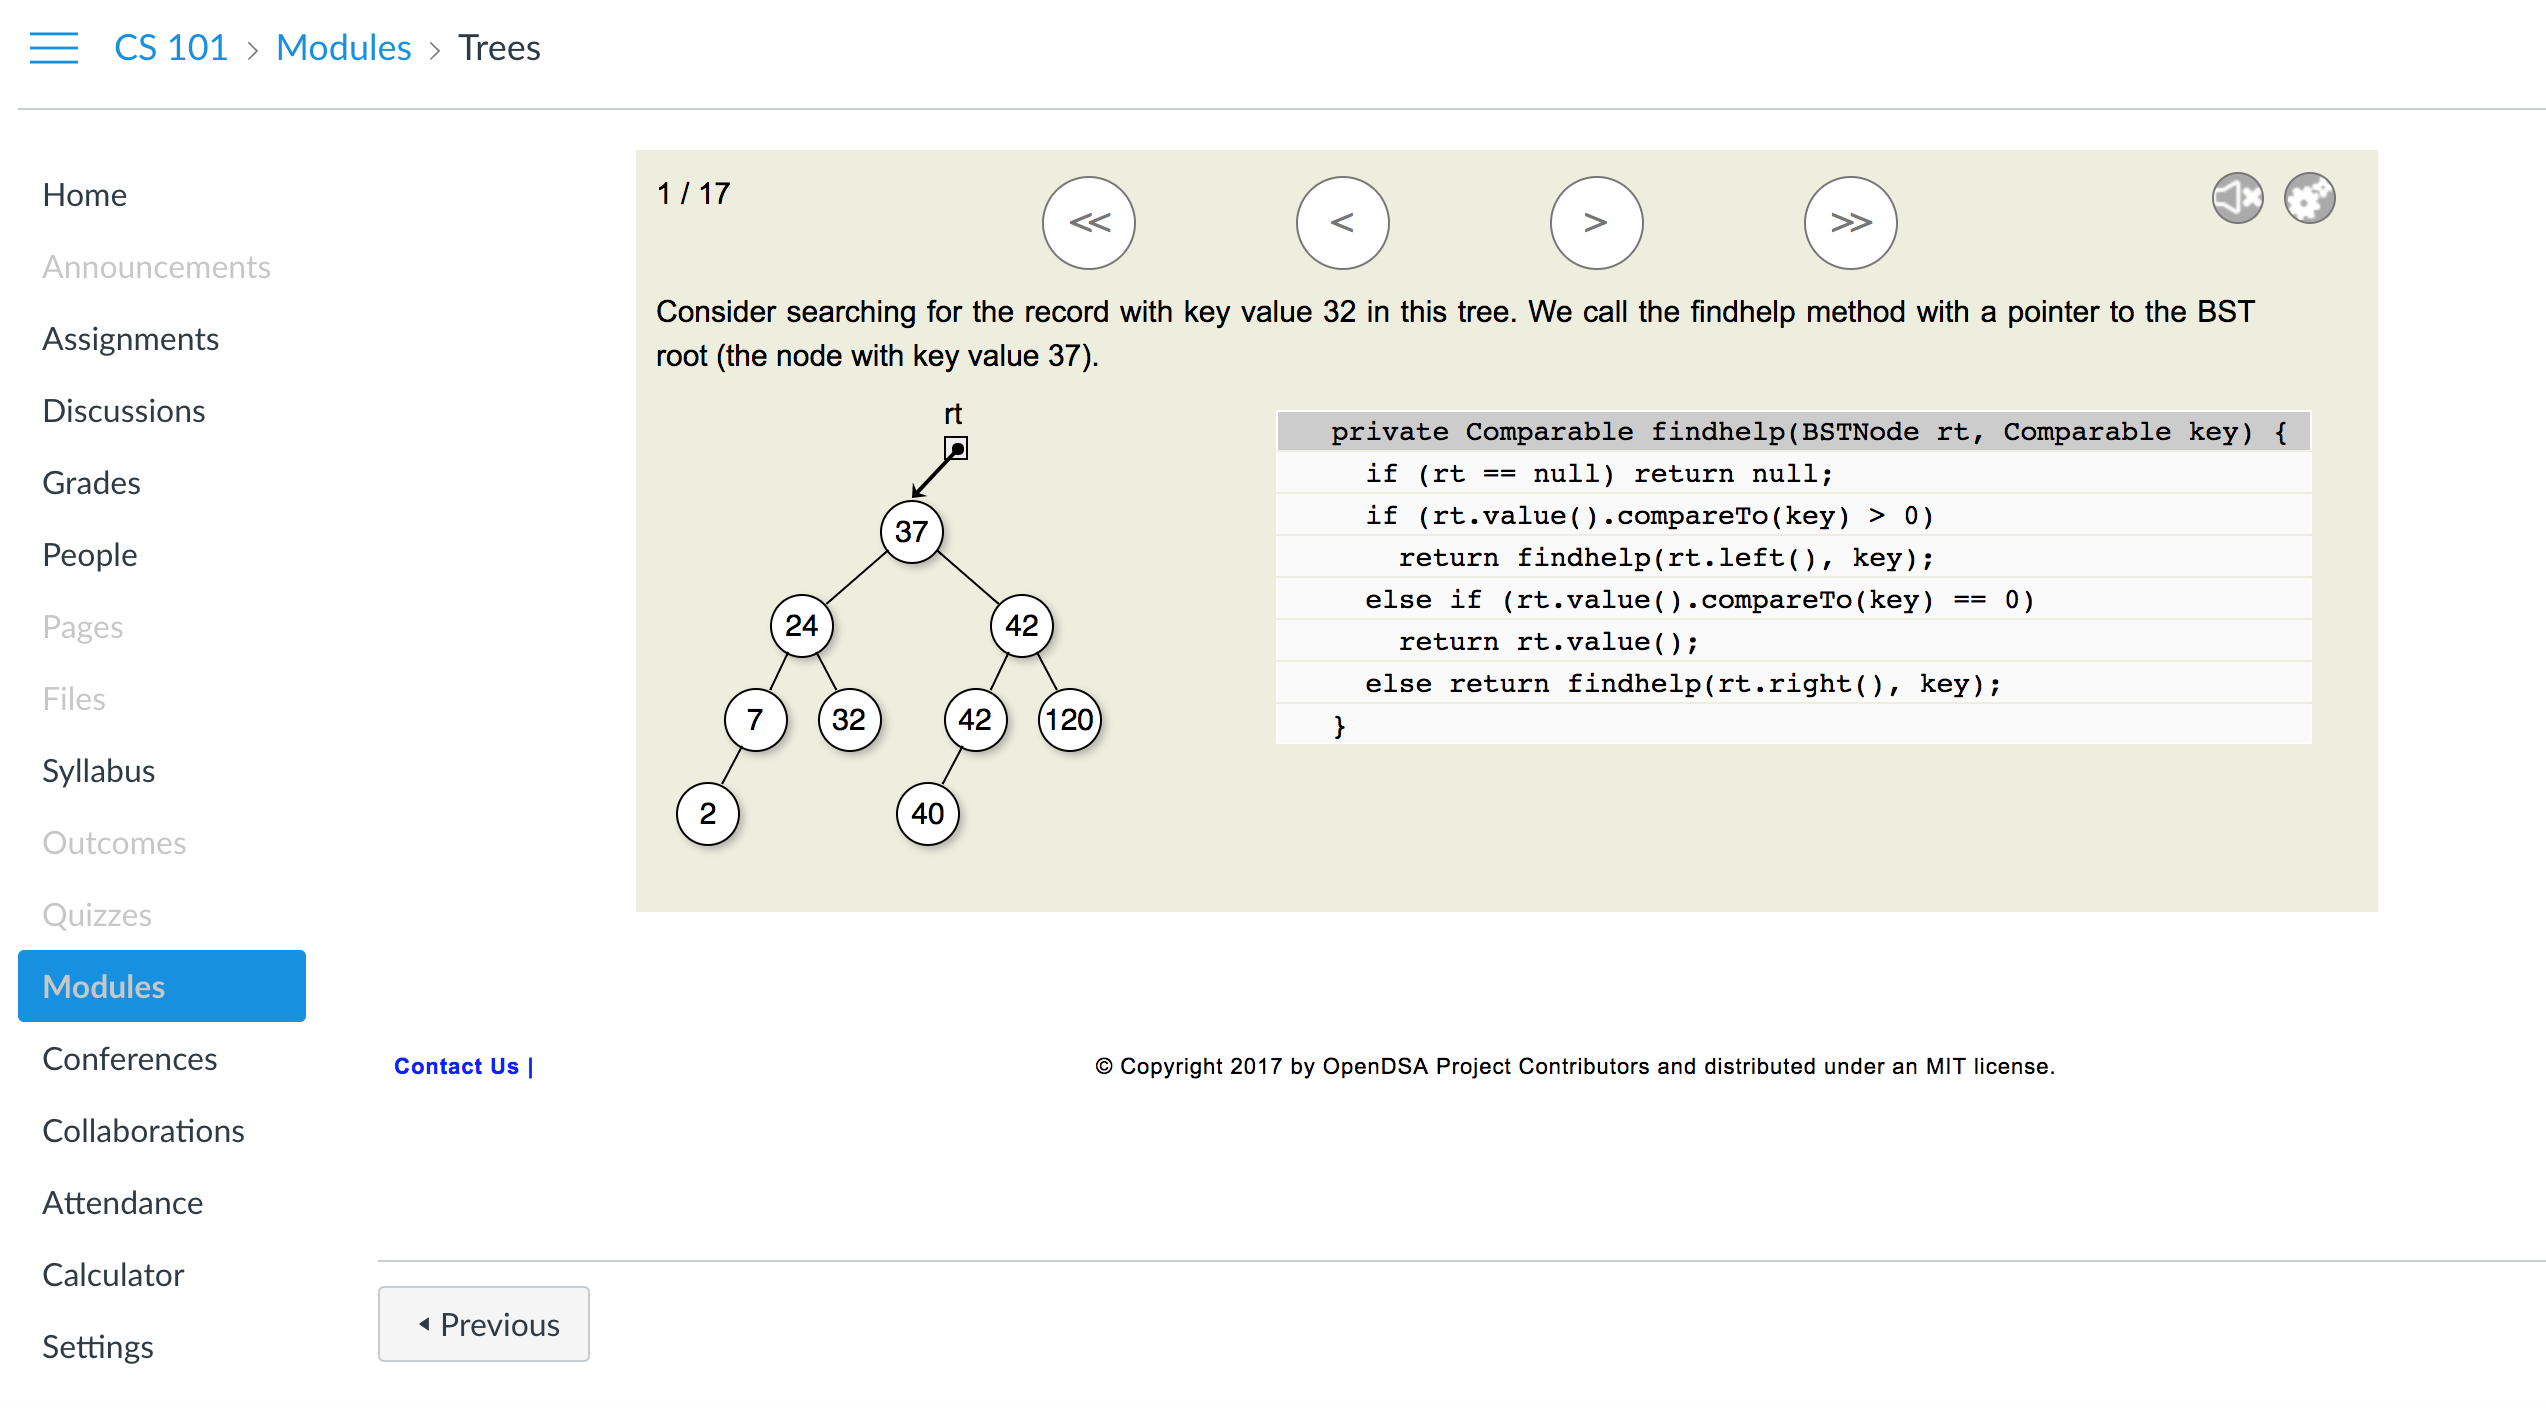 CS 101 > Modules > Trees
Home
Announcements
Assignments
Discussions
Grades
People
Pages
Files
Syllabus
Outcomes
Quizzes
Modules
Conferences
Collaborations
Attendance
Calculator
Settings
1 / 17
<<
<
>
>>
Consider searching for the record with key value 32 in this tree. We call the findhelp method with a pointer to the BST
root (the node with key value 37).
rt
37
24
42
7
32
42
120
2
40
private Comparable findhelp(BSTNode rt, Comparable key) {
if (rt == null) return null;
if (rt.value().compareTo(key) > 0)
return findhelp(rt.left(), key);
else if (rt.value().compareTo(key) == 0)
return rt.value();
else return findhelp(rt.right(), key);
}
Contact Us |
© Copyright 2017 by OpenDSA Project Contributors and distributed under an MIT license.
Previous